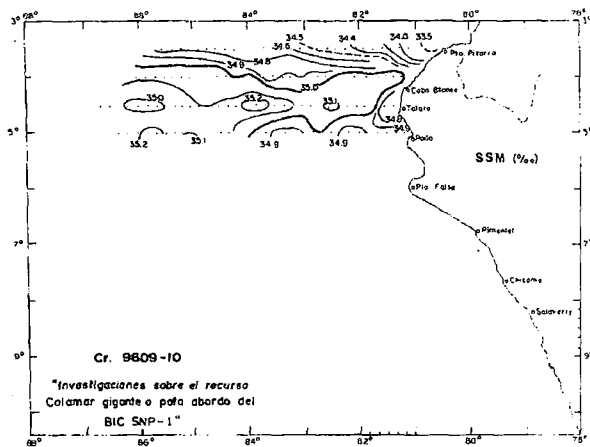 88° 86° 84° 82° 80° 78°
3° 3°
34.5 34.4 34.0 33.5
34.6
34.9 34.8
Pta. Pizarro
35.0
Cabo Blanco
35.2 35.1
Talara
34.8
34.9
5° 5°
Paita
35.2 35.1 34.9 34.9
SSM (‰)
Pta. Falsa
7° 7°
Pimentel
Chicama
Salaverry
9° 9°
Cr. 9609-10
"Investigaciones sobre el recurso
Calamar gigante o pota abordo del
BIC SNP-1"
86° 84° 82° 80° 78°